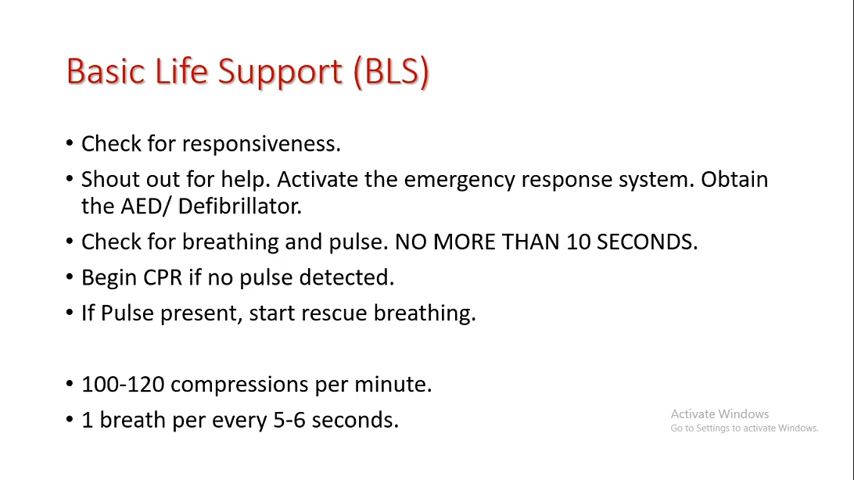 Basic Life Support (BLS)
• Check for responsiveness.
• Shout out for help. Activate the emergency response system. Obtain
the AED/ Defibrillator.
• Check for breathing and pulse. NO MORE THAN 10 SECONDS.
• Begin CPR if no pulse detected.
• If Pulse present, start rescue breathing.
• 100-120 compressions per minute.
• 1 breath per every 5-6 seconds.
Activate Windows
Go to Settings to activate Windows.